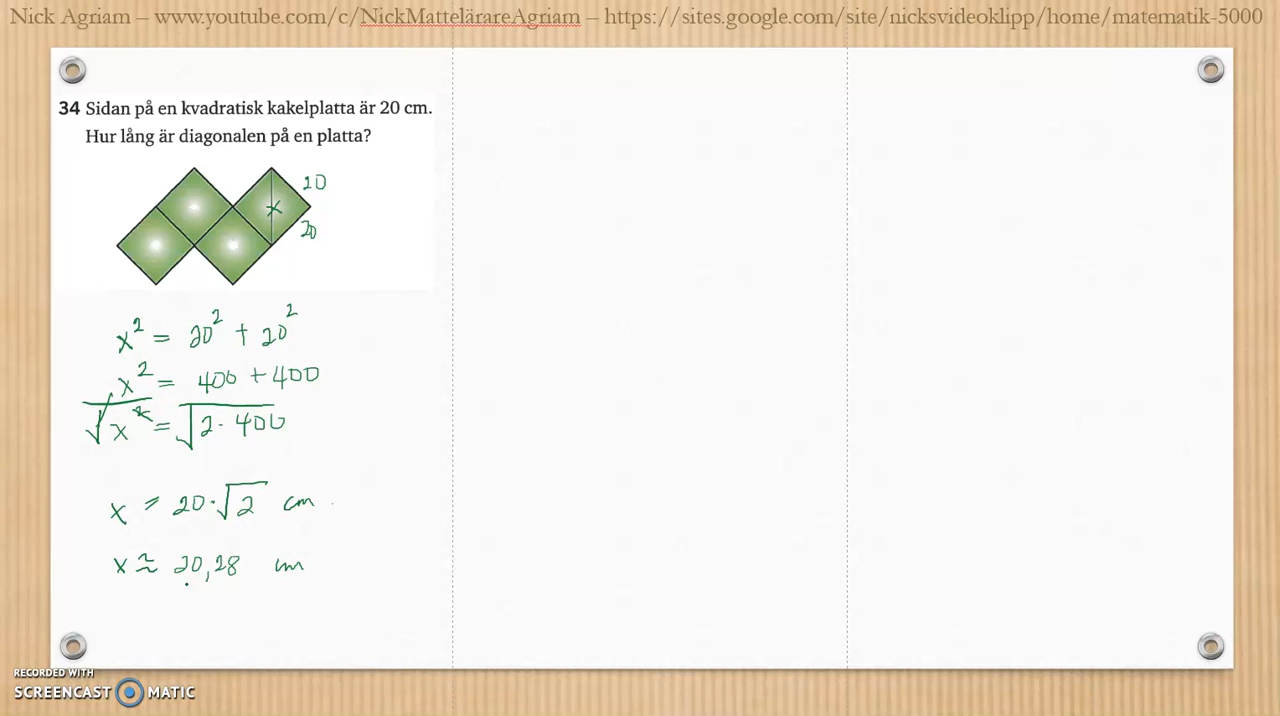 Nick Agriam – www.youtube.com/c/NickMattelärareAgriam – https://sites.google.com/site/nicksvideoklipp/home/matematik-5000
34 Sidan på en kvadratisk kakelplatta är 20 cm.
Hur lång är diagonalen på en platta?
20
x
20
x² = 20² + 20²
x² = 400 + 400
√x² = √2 · 400
x = 20 · √2 cm
x ≈ 20,28 cm
RECORDED WITH
SCREENCAST MATIC